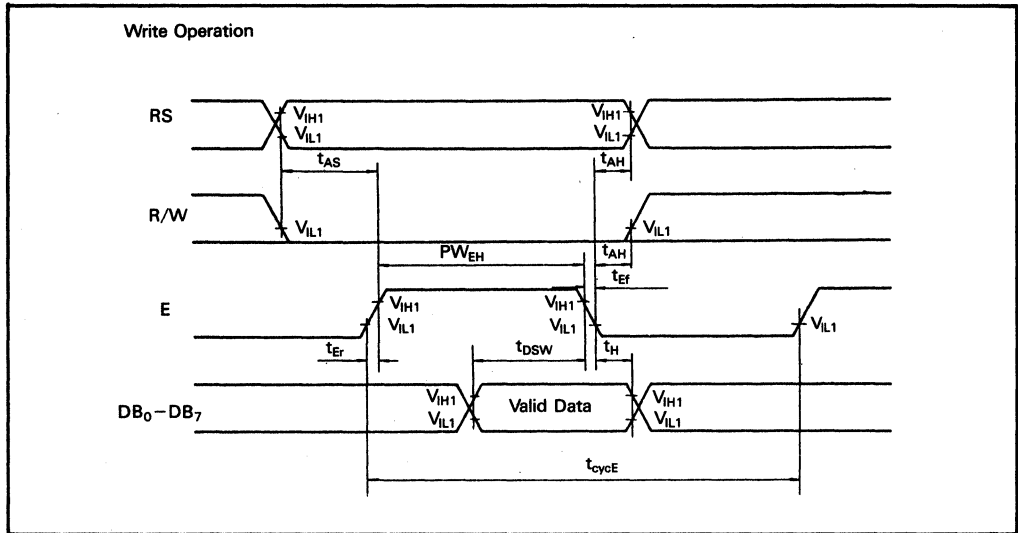 Write Operation
RS
VIH1
VIL1
VIH1
VIL1
tAS
tAH
R/W
VIL1
VIL1
PWEH
tAH
tEf
E
VIH1
VIL1
VIH1
VIL1
VIL1
tEr
tDSW
tH
DB0−DB7
VIH1
VIL1
Valid Data
VIH1
VIL1
tcycE